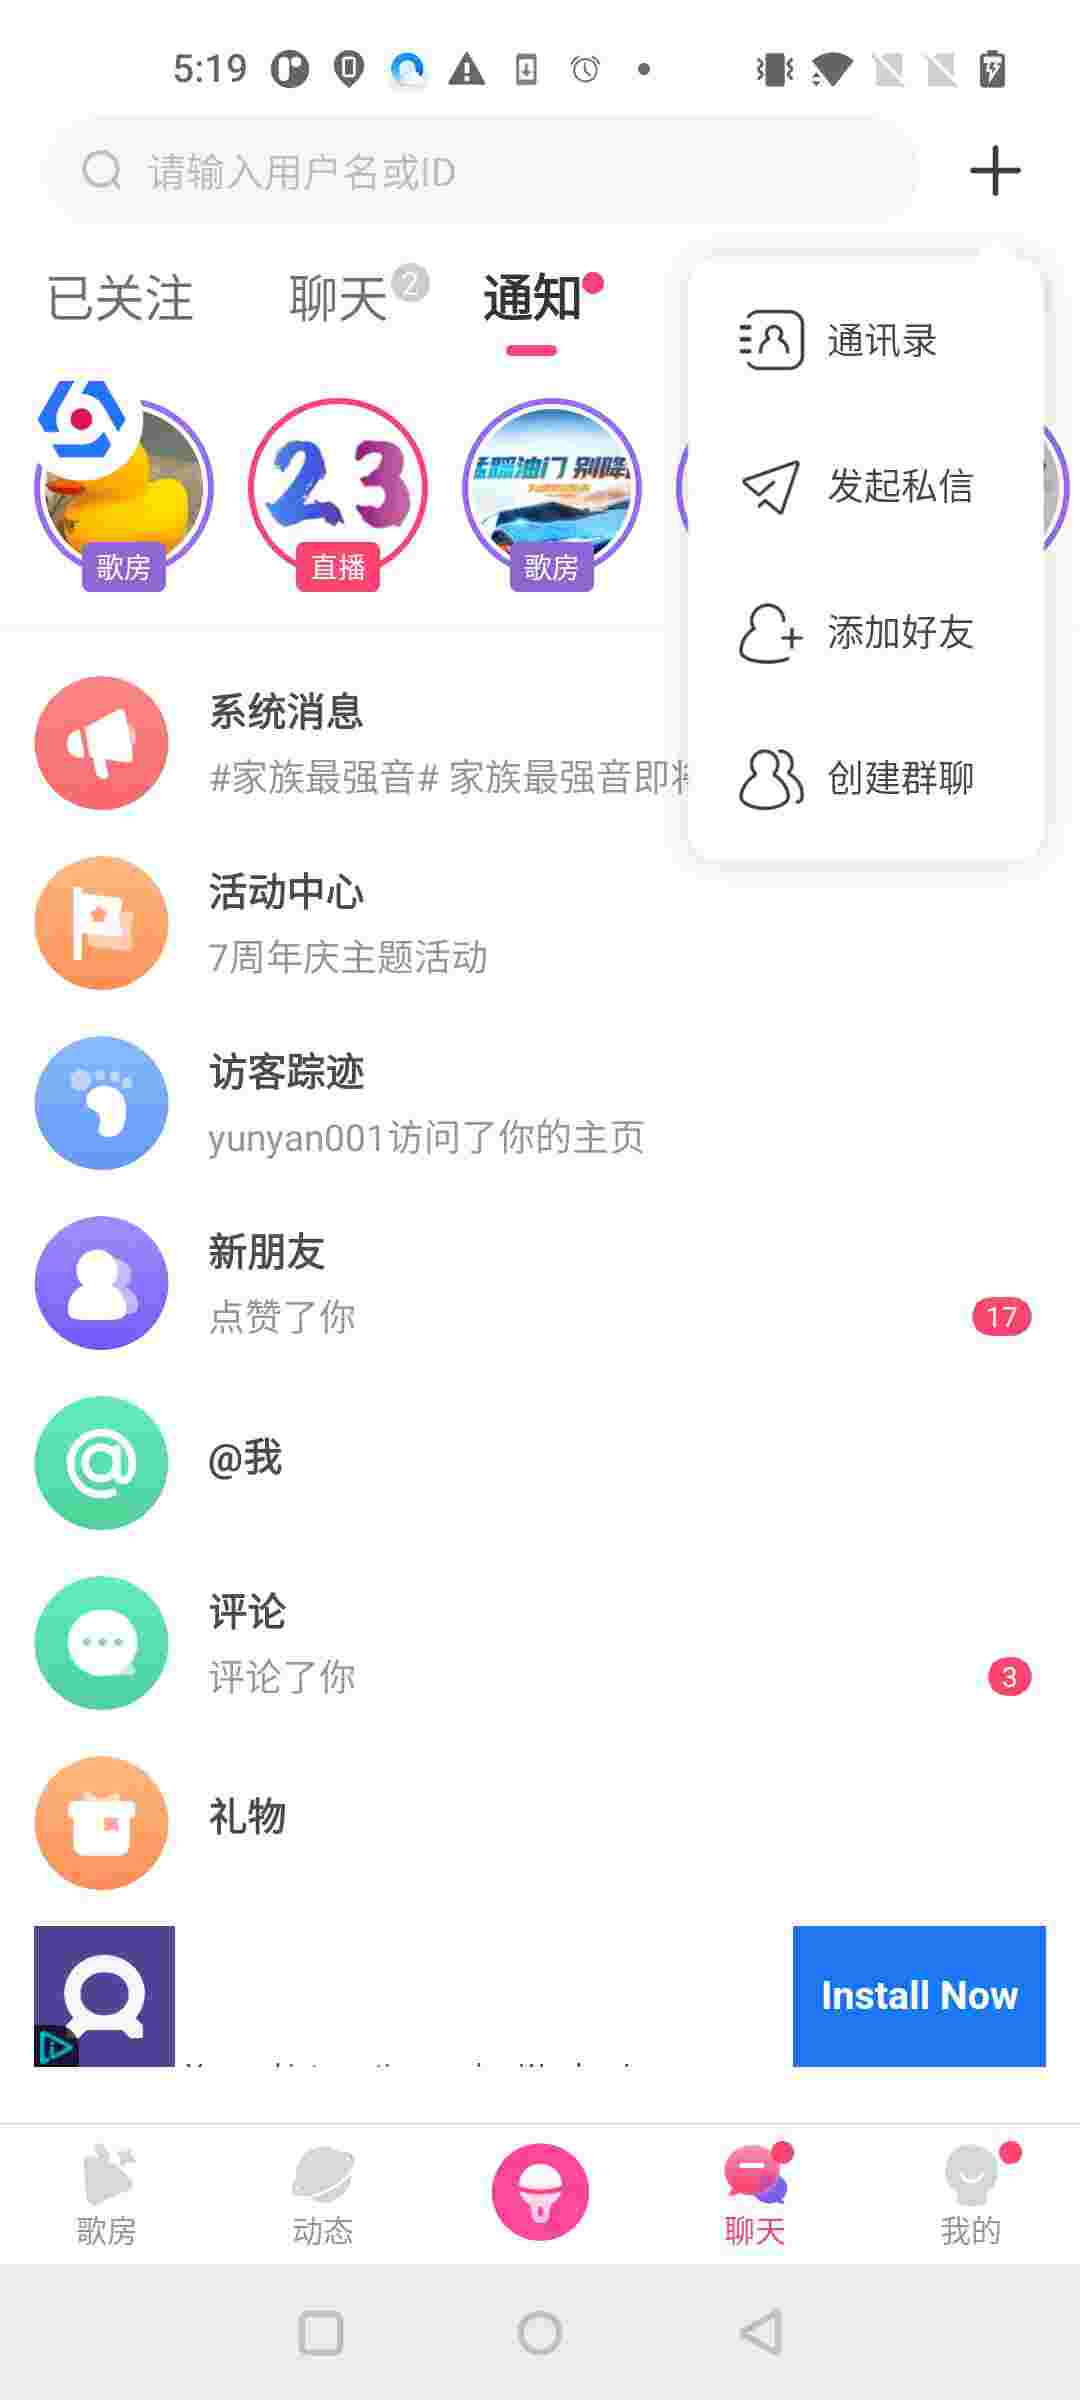 5:19
请输入用户名或ID
已关注
聊天
2
通知
通讯录
发起私信
添加好友
创建群聊
歌房
23
直播
油门 别降
歌房
系统消息
#家族最强音# 家族最强音即将
活动中心
7周年庆主题活动
访客踪迹
yunyan001访问了你的主页
新朋友
点赞了你
17
@我
评论
评论了你
3
礼物
Install Now
歌房
动态
聊天
我的